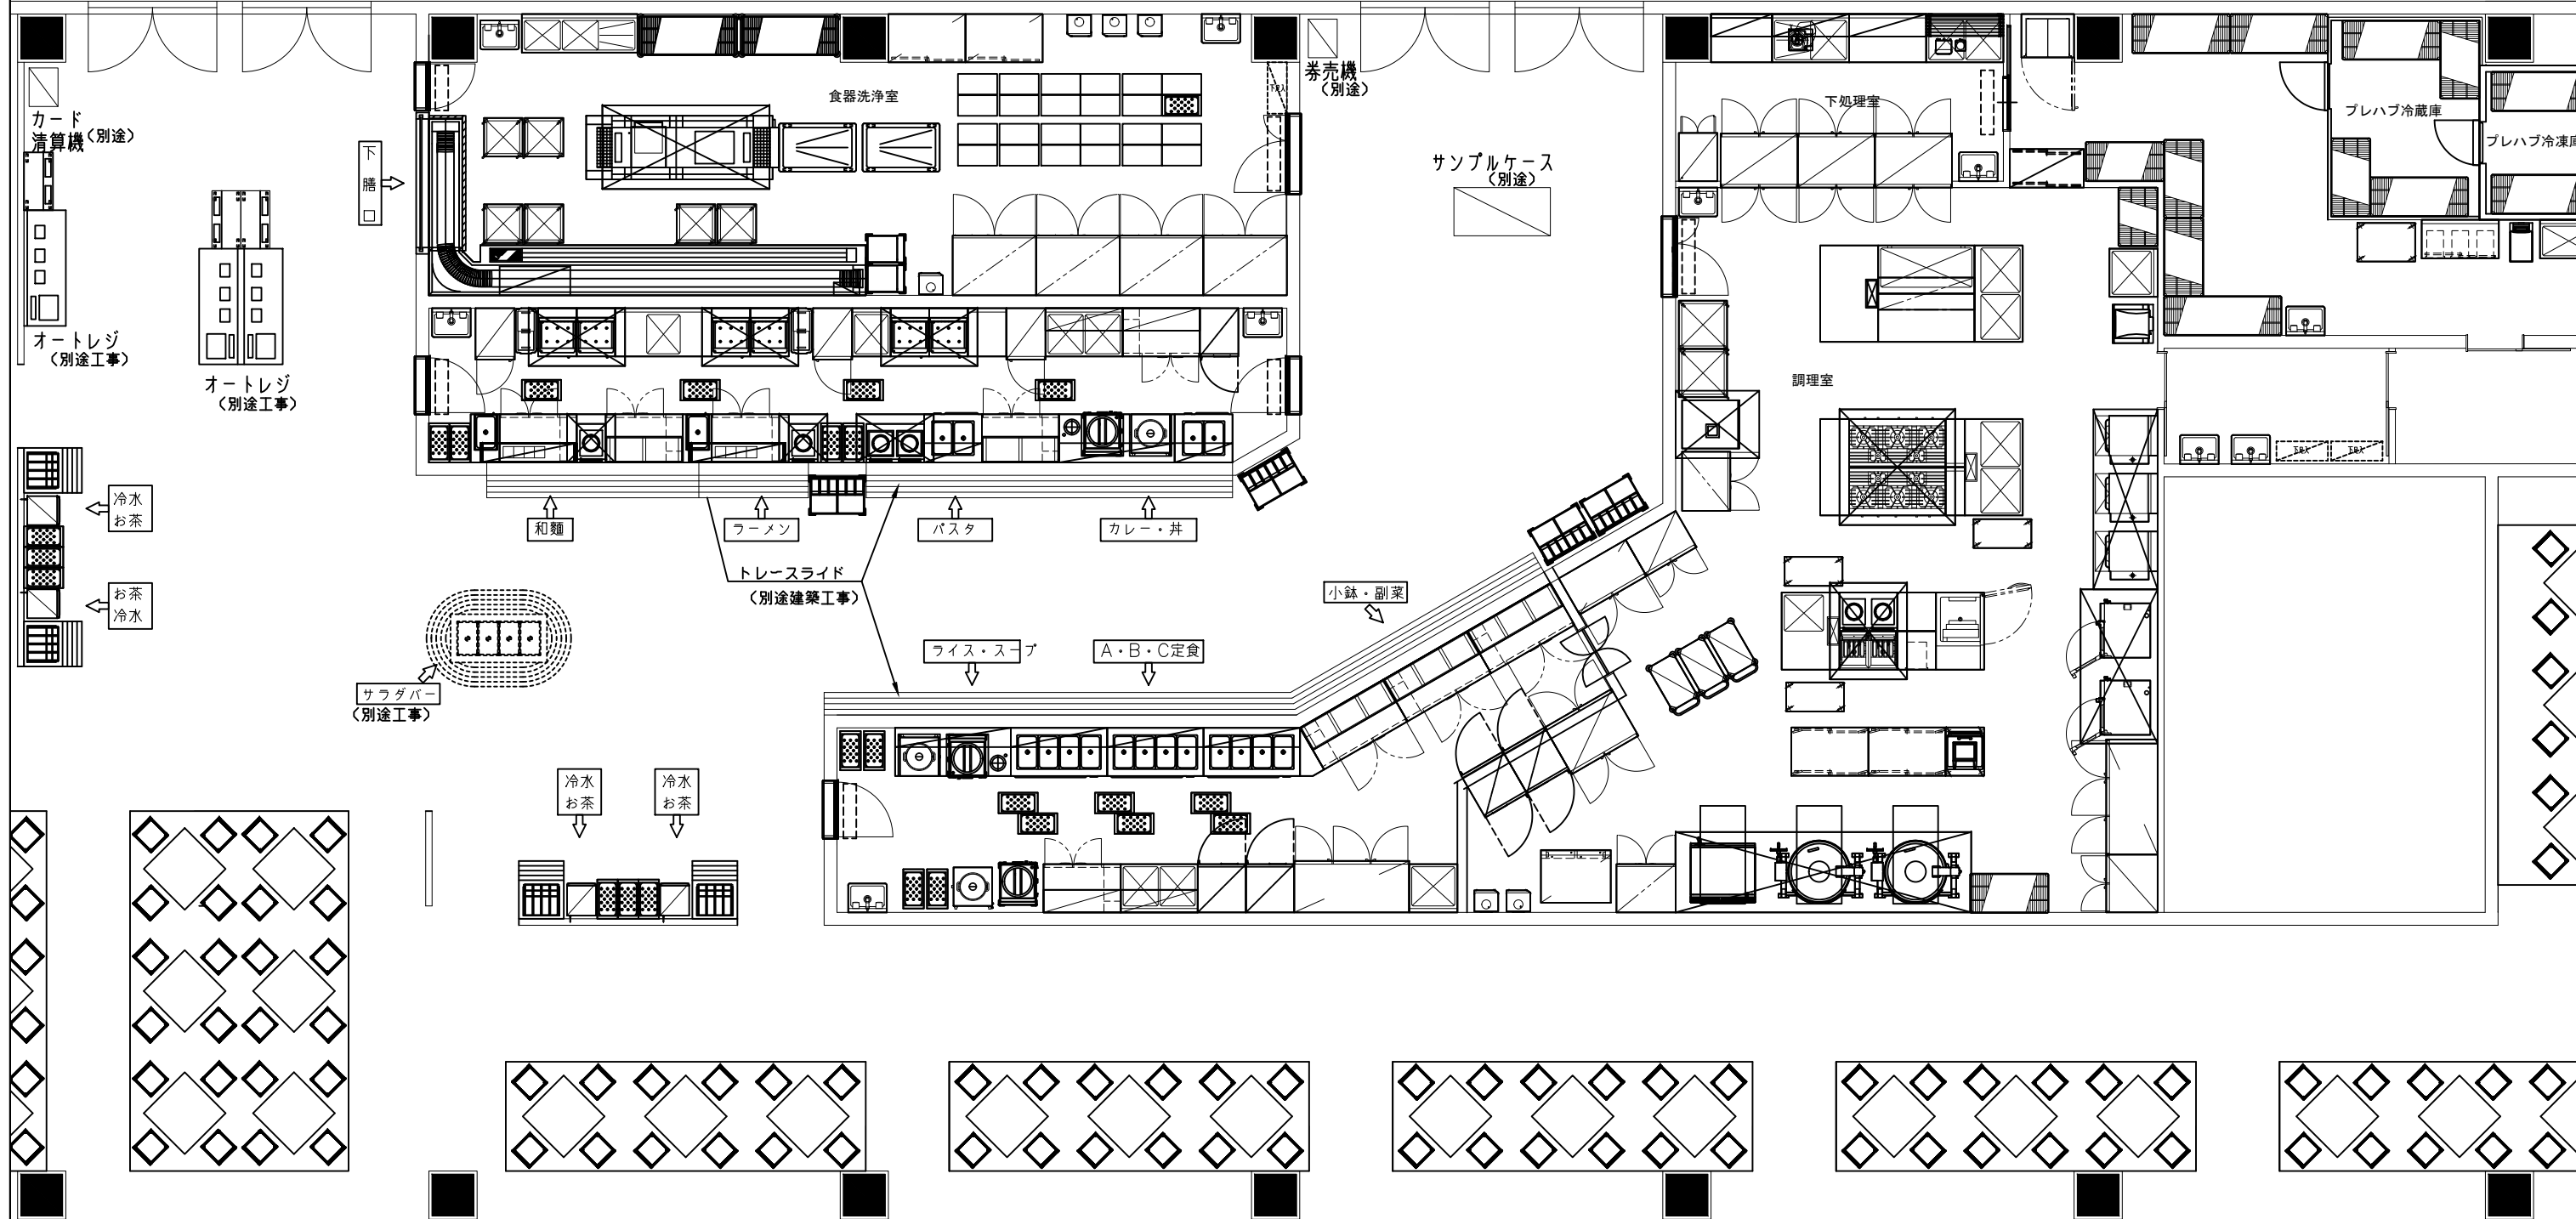 カード
清算機(別途)
オートレジ
(別途工事)
オートレジ
(別途工事)
下
膳
口
食器洗浄室
券売機
(別途)
サンプルケース
(別途)
下処理室
プレハブ冷蔵庫
プレハブ冷凍庫
調理室
冷水
お茶
お茶
冷水
和麺
ラーメン
パスタ
カレー・丼
トレースライド
(別途建築工事)
小鉢・副菜
ライス・スープ
A・B・C定食
サラダバー
(別途工事)
冷水
お茶
冷水
お茶